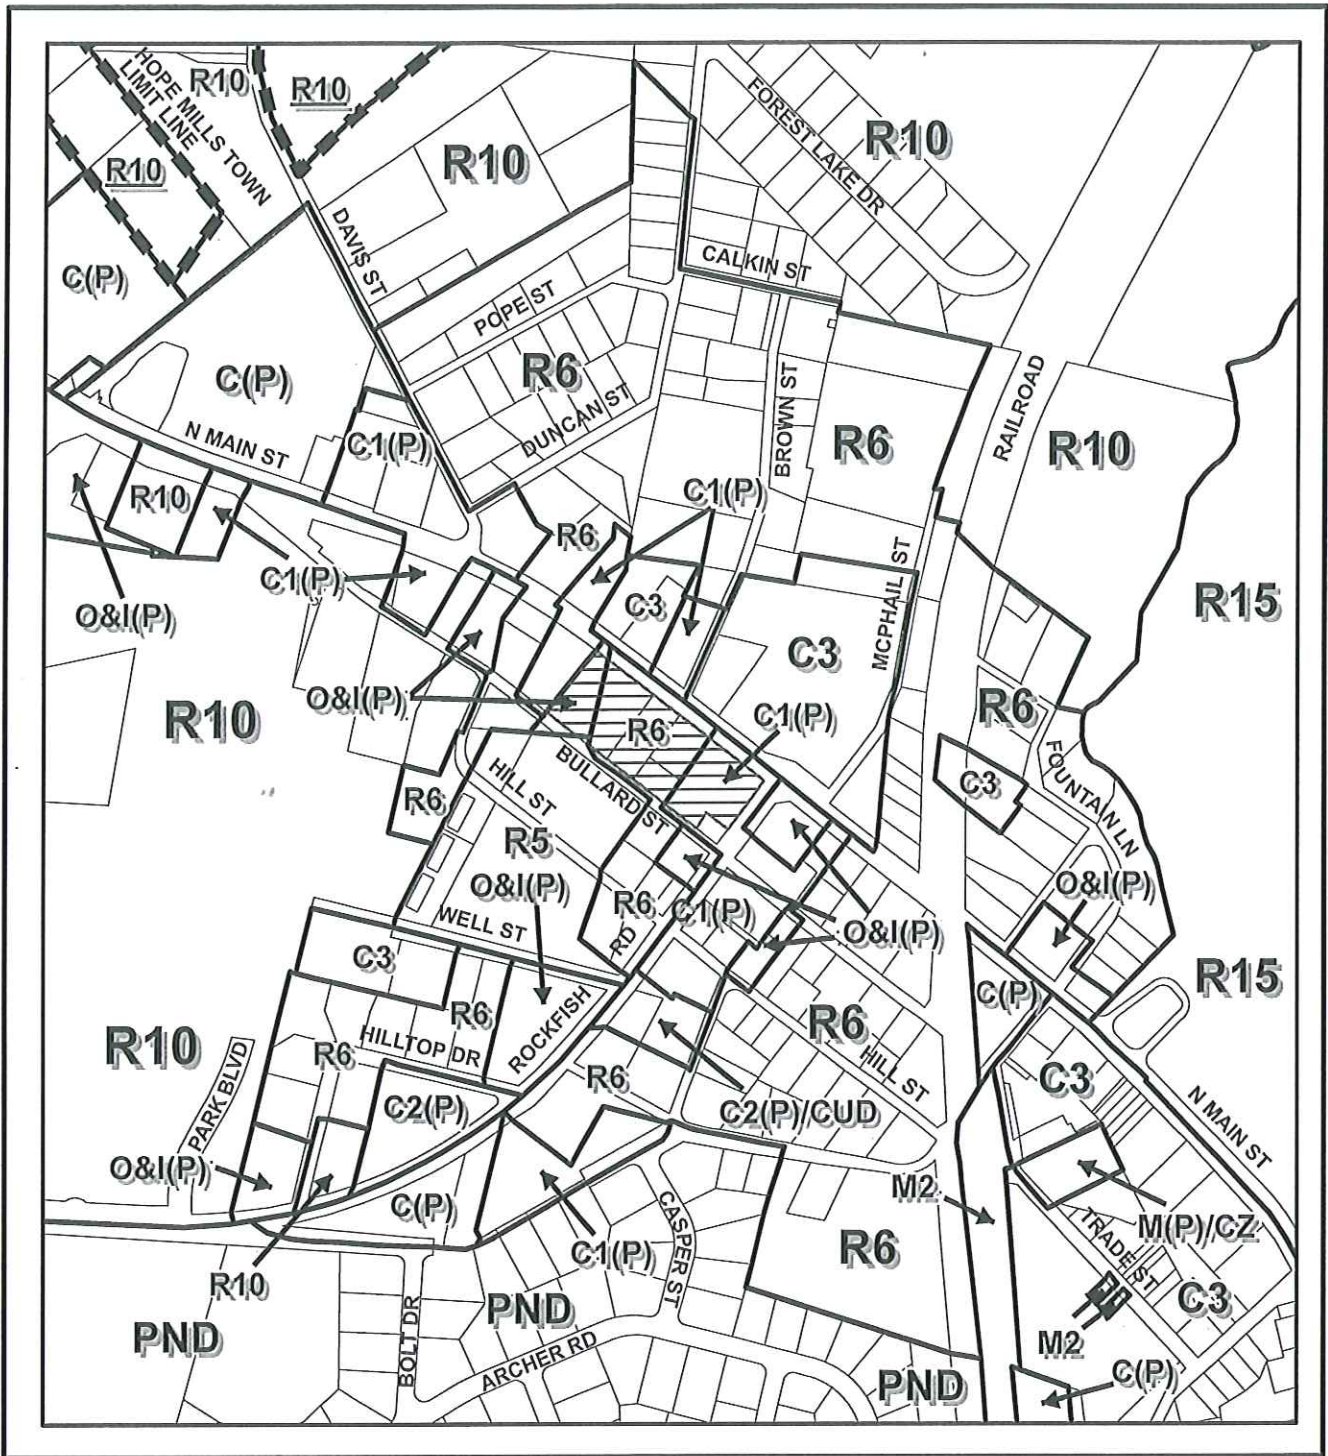 HOPE MILLS TOWN
LIMIT LINE
R10
R10
R10
R10
R10
FOREST LAKE DR
C(P)
DAVIS ST
CALKIN ST
POPE ST
C(P)
R6
DUNCAN ST
BROWN ST
RAILROAD
N MAIN ST
C1(P)
R6
R10
R10
C1(P)
R6
C1(P)
MCPHAIL ST
O&I(P)
C3
C3
R15
O&I(P)
R10
R6
C1(P)
R6
FOUNTAIN LN
C3
BULLARD ST
HILL ST
R6
R5
O&I(P)
O&I(P)
R6
C1(P)
WELL ST
RD
O&I(P)
C3
R15
C(P)
R6
ROCKFISH
R6
R10
HILLTOP DR
R6
HILL ST
C3
PARK BLVD
R6
C2(P)
C2(P)/CUD
N MAIN ST
O&I(P)
M2
C(P)
CASPER ST
M(P)/CZ
TRADE ST
C1(P)
R6
R10
C3
PND
PND
BOLT DR
ARCHER RD
M2
PND
C(P)